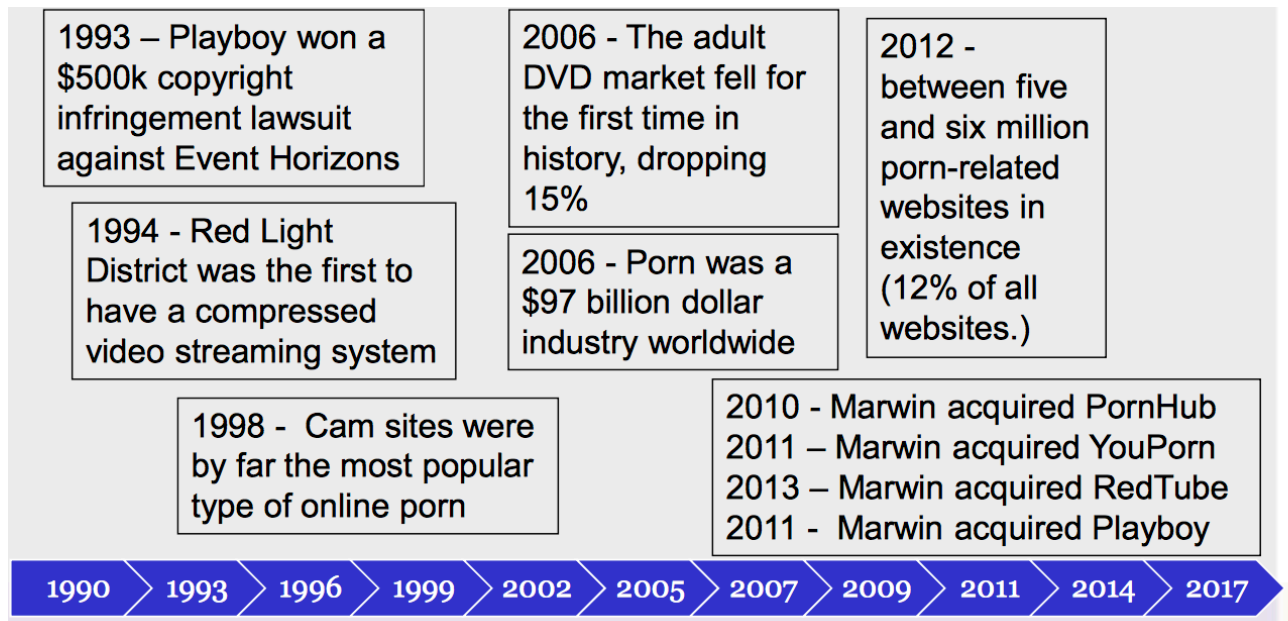 1993 – Playboy won a
$500k copyright
infringement lawsuit
against Event Horizons
1994 - Red Light
District was the first to
have a compressed
video streaming system
1998 -  Cam sites were
by far the most popular
type of online porn
2006 - The adult
DVD market fell for
the first time in
history, dropping
15%
2006 - Porn was a
$97 billion dollar
industry worldwide
2012 -
between five
and six million
porn-related
websites in
existence
(12% of all
websites.)
2010 - Marwin acquired PornHub
2011 – Marwin acquired YouPorn
2013 – Marwin acquired RedTube
2011 -  Marwin acquired Playboy
1990 1993 1996 1999 2002 2005 2007 2009 2011 2014 2017